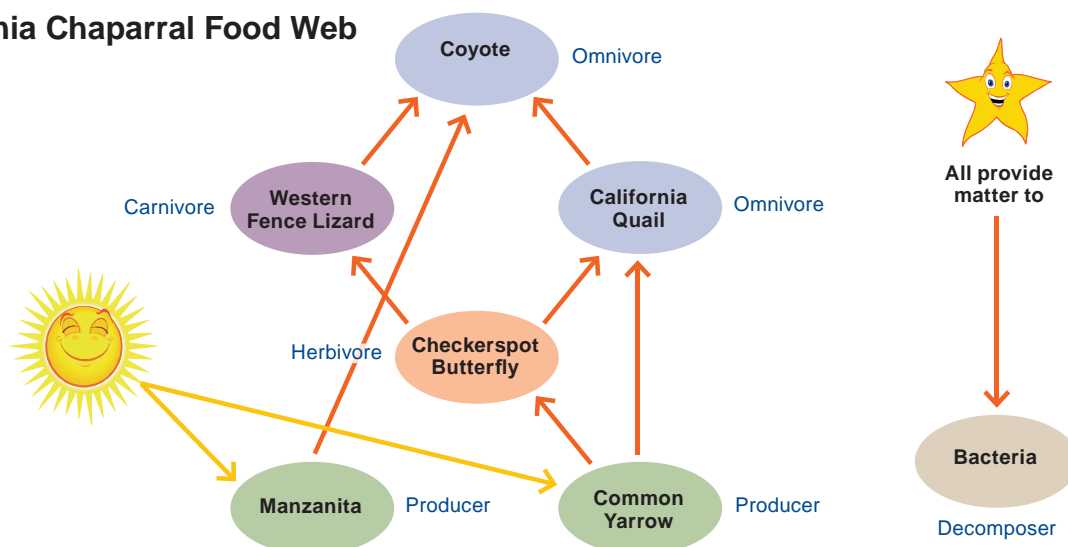 nia Chaparral Food Web
Coyote
Omnivore
All provide
matter to
Carnivore
Western
Fence Lizard
California
Quail
Omnivore
Herbivore
Checkerspot
Butterfly
Manzanita
Producer
Common
Yarrow
Producer
Bacteria
Decomposer